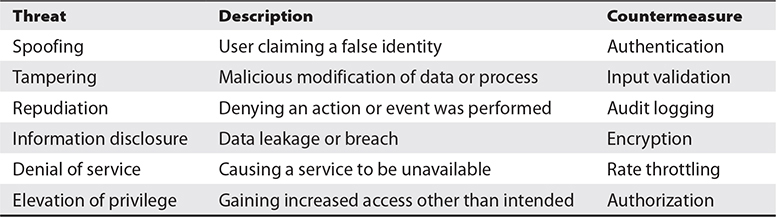 Threat Description Countermeasure
Spoofing User claiming a false identity Authentication
Tampering Malicious modification of data or process Input validation
Repudiation Denying an action or event was performed Audit logging
Information disclosure Data leakage or breach Encryption
Denial of service Causing a service to be unavailable Rate throttling
Elevation of privilege Gaining increased access other than intended Authorization